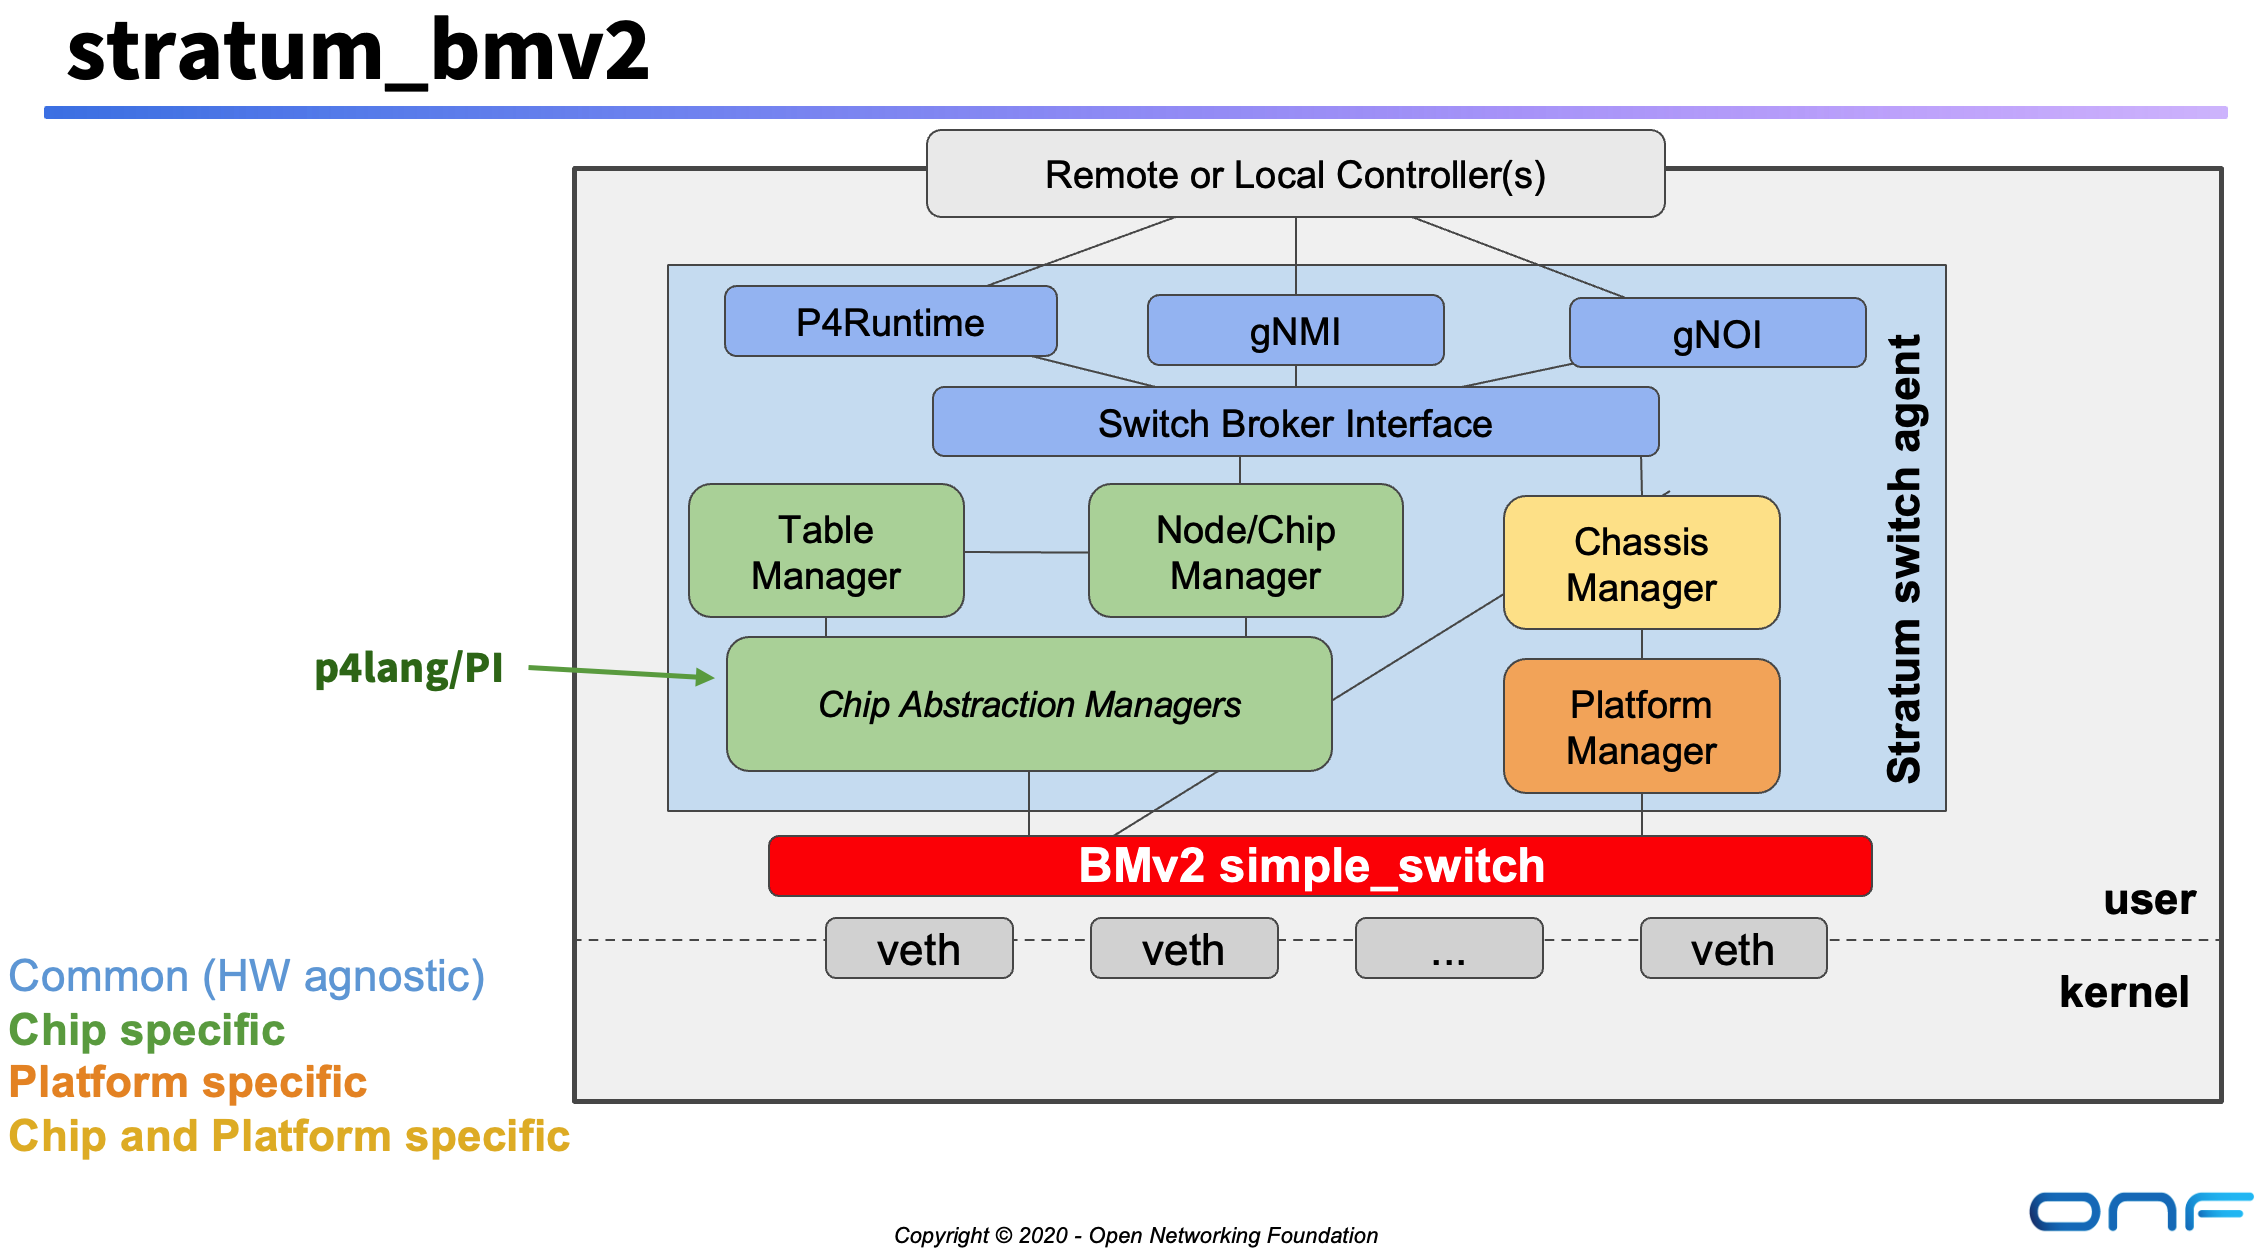 stratum_bmv2
Remote or Local Controller(s)
P4Runtime
gNMI
gNOI
Switch Broker Interface
Stratum switch agent
Table
Manager
Node/Chip
Manager
Chassis
Manager
p4lang/PI
Chip Abstraction Managers
Platform
Manager
BMv2 simple_switch
user
veth
veth
...
veth
kernel
Common (HW agnostic)
Chip specific
Platform specific
Chip and Platform specific
Copyright © 2020 - Open Networking Foundation
ONF